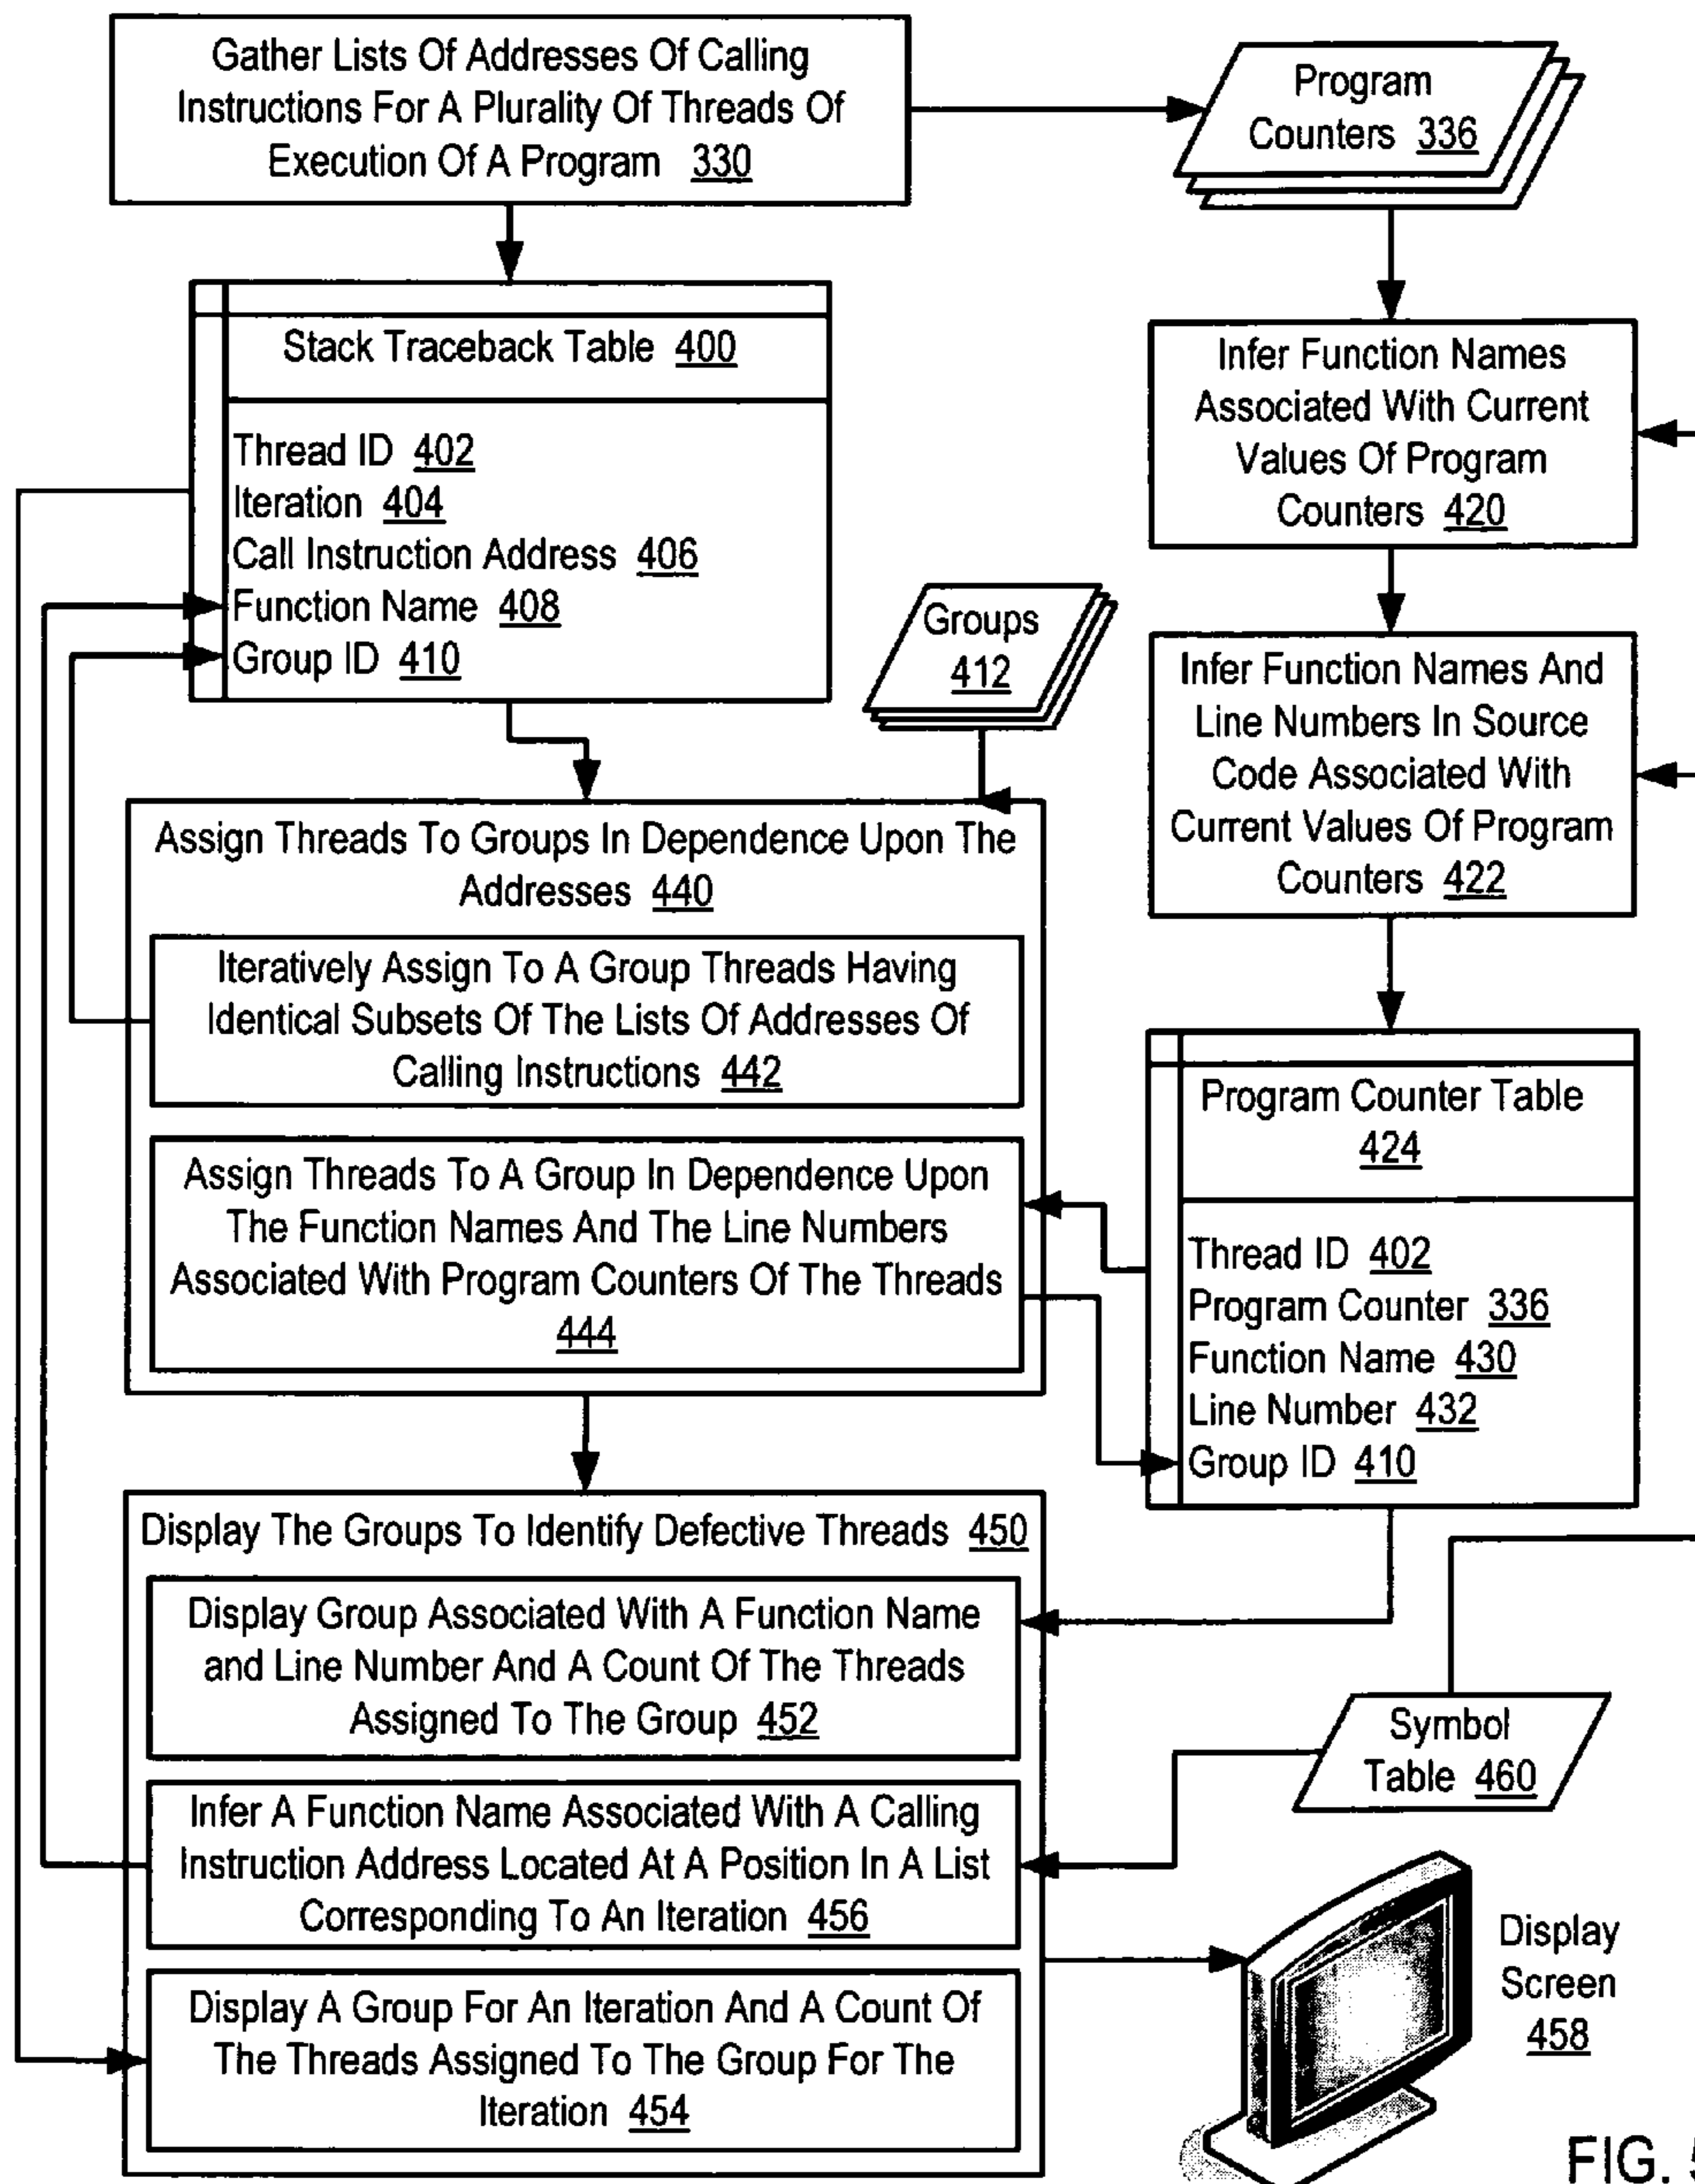 Gather Lists Of Addresses Of Calling
Instructions For A Plurality Of Threads Of
Execution Of A Program 330
Program
Counters 336
Stack Traceback Table 400
Thread ID 402
Iteration 404
Call Instruction Address 406
Function Name 408
Group ID 410
Groups
412
Infer Function Names
Associated With Current
Values Of Program
Counters 420
Infer Function Names And
Line Numbers In Source
Code Associated With
Current Values Of Program
Counters 422
Assign Threads To Groups In Dependence Upon The
Addresses 440
Iteratively Assign To A Group Threads Having
Identical Subsets Of The Lists Of Addresses Of
Calling Instructions 442
Assign Threads To A Group In Dependence Upon
The Function Names And The Line Numbers
Associated With Program Counters Of The Threads
444
Program Counter Table
424
Thread ID 402
Program Counter 336
Function Name 430
Line Number 432
Group ID 410
Display The Groups To Identify Defective Threads 450
Display Group Associated With A Function Name
and Line Number And A Count Of The Threads
Assigned To The Group 452
Infer A Function Name Associated With A Calling
Instruction Address Located At A Position In A List
Corresponding To An Iteration 456
Display A Group For An Iteration And A Count Of
The Threads Assigned To The Group For The
Iteration 454
Symbol
Table 460
Display
Screen
458
FIG. 5